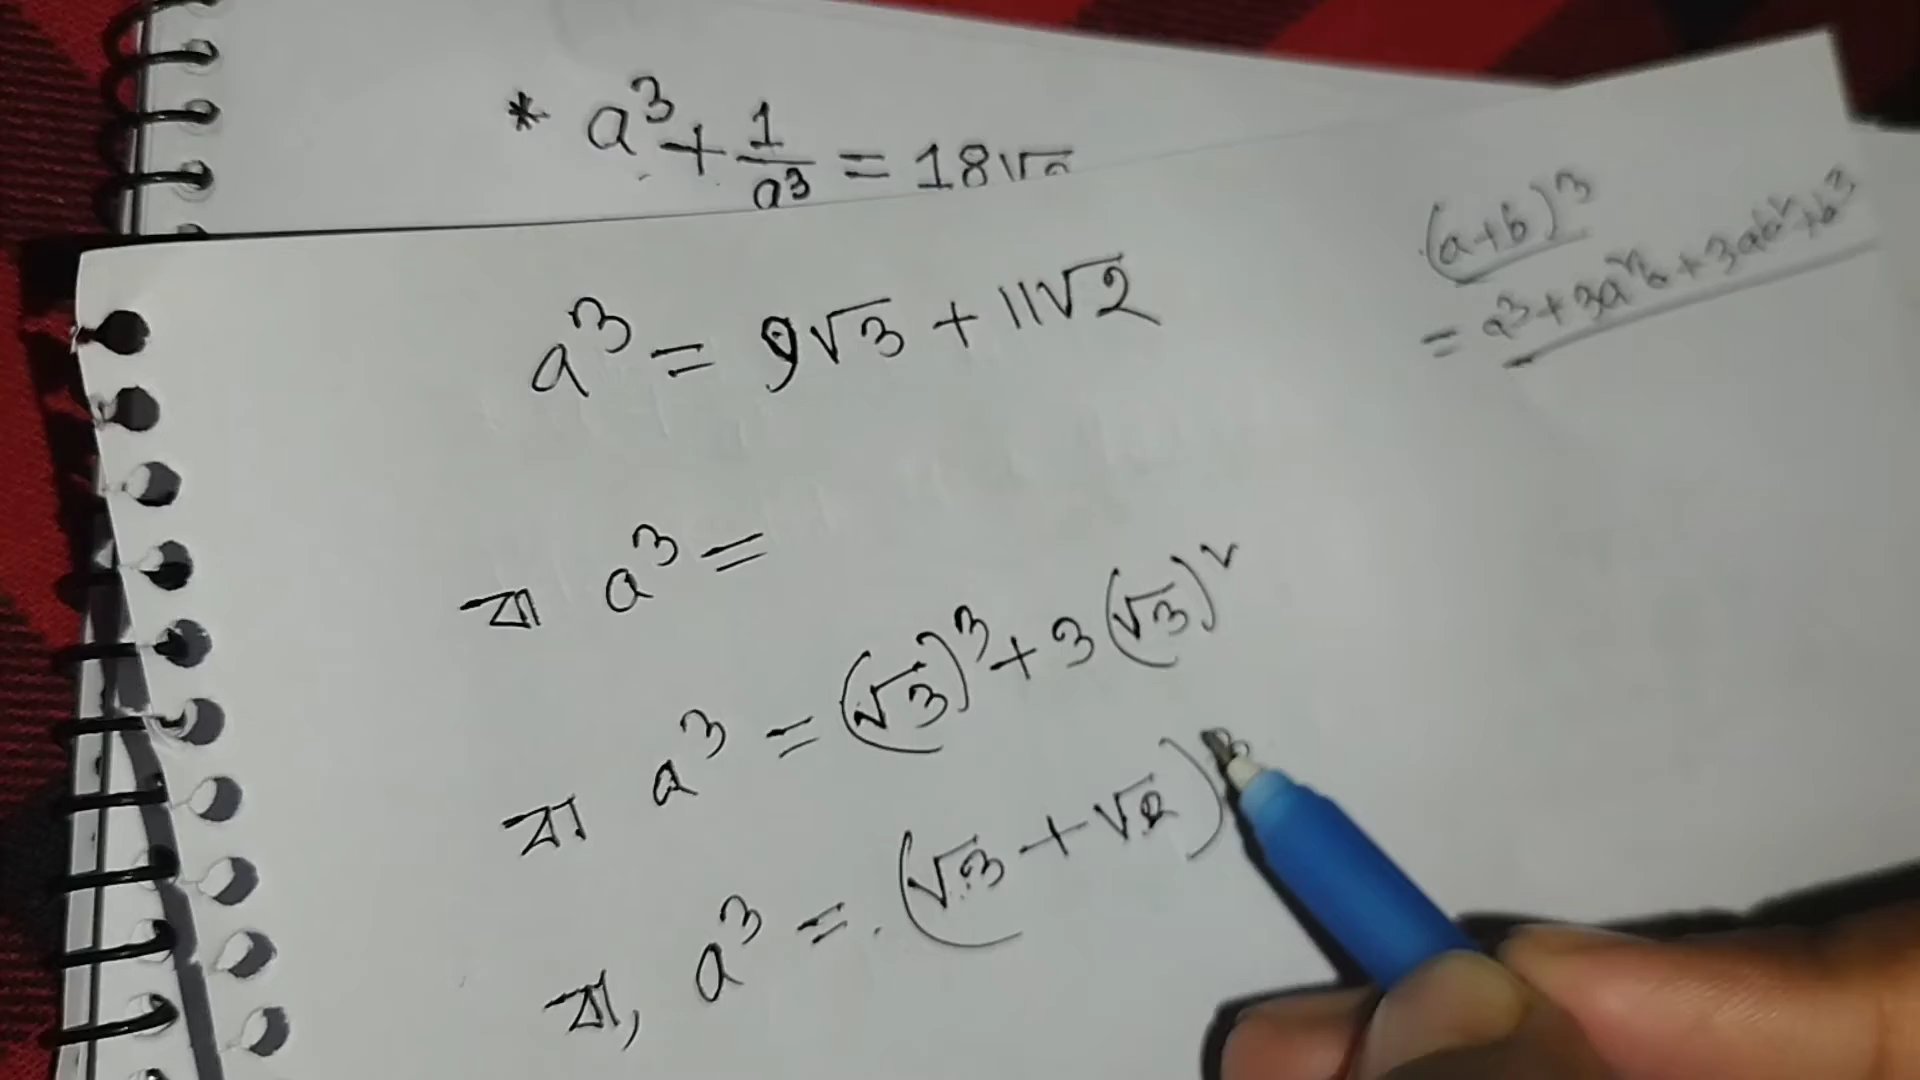 * a³ + 1/a³ = 18√
(a+b)³
= a³ + 3a²b + 3ab² + b³
a³ = 9√3 + 11√2
বা a³ =
বা a³ = (√3)³ + 3(√3)²
বা, a³ = (√3 + √2)³